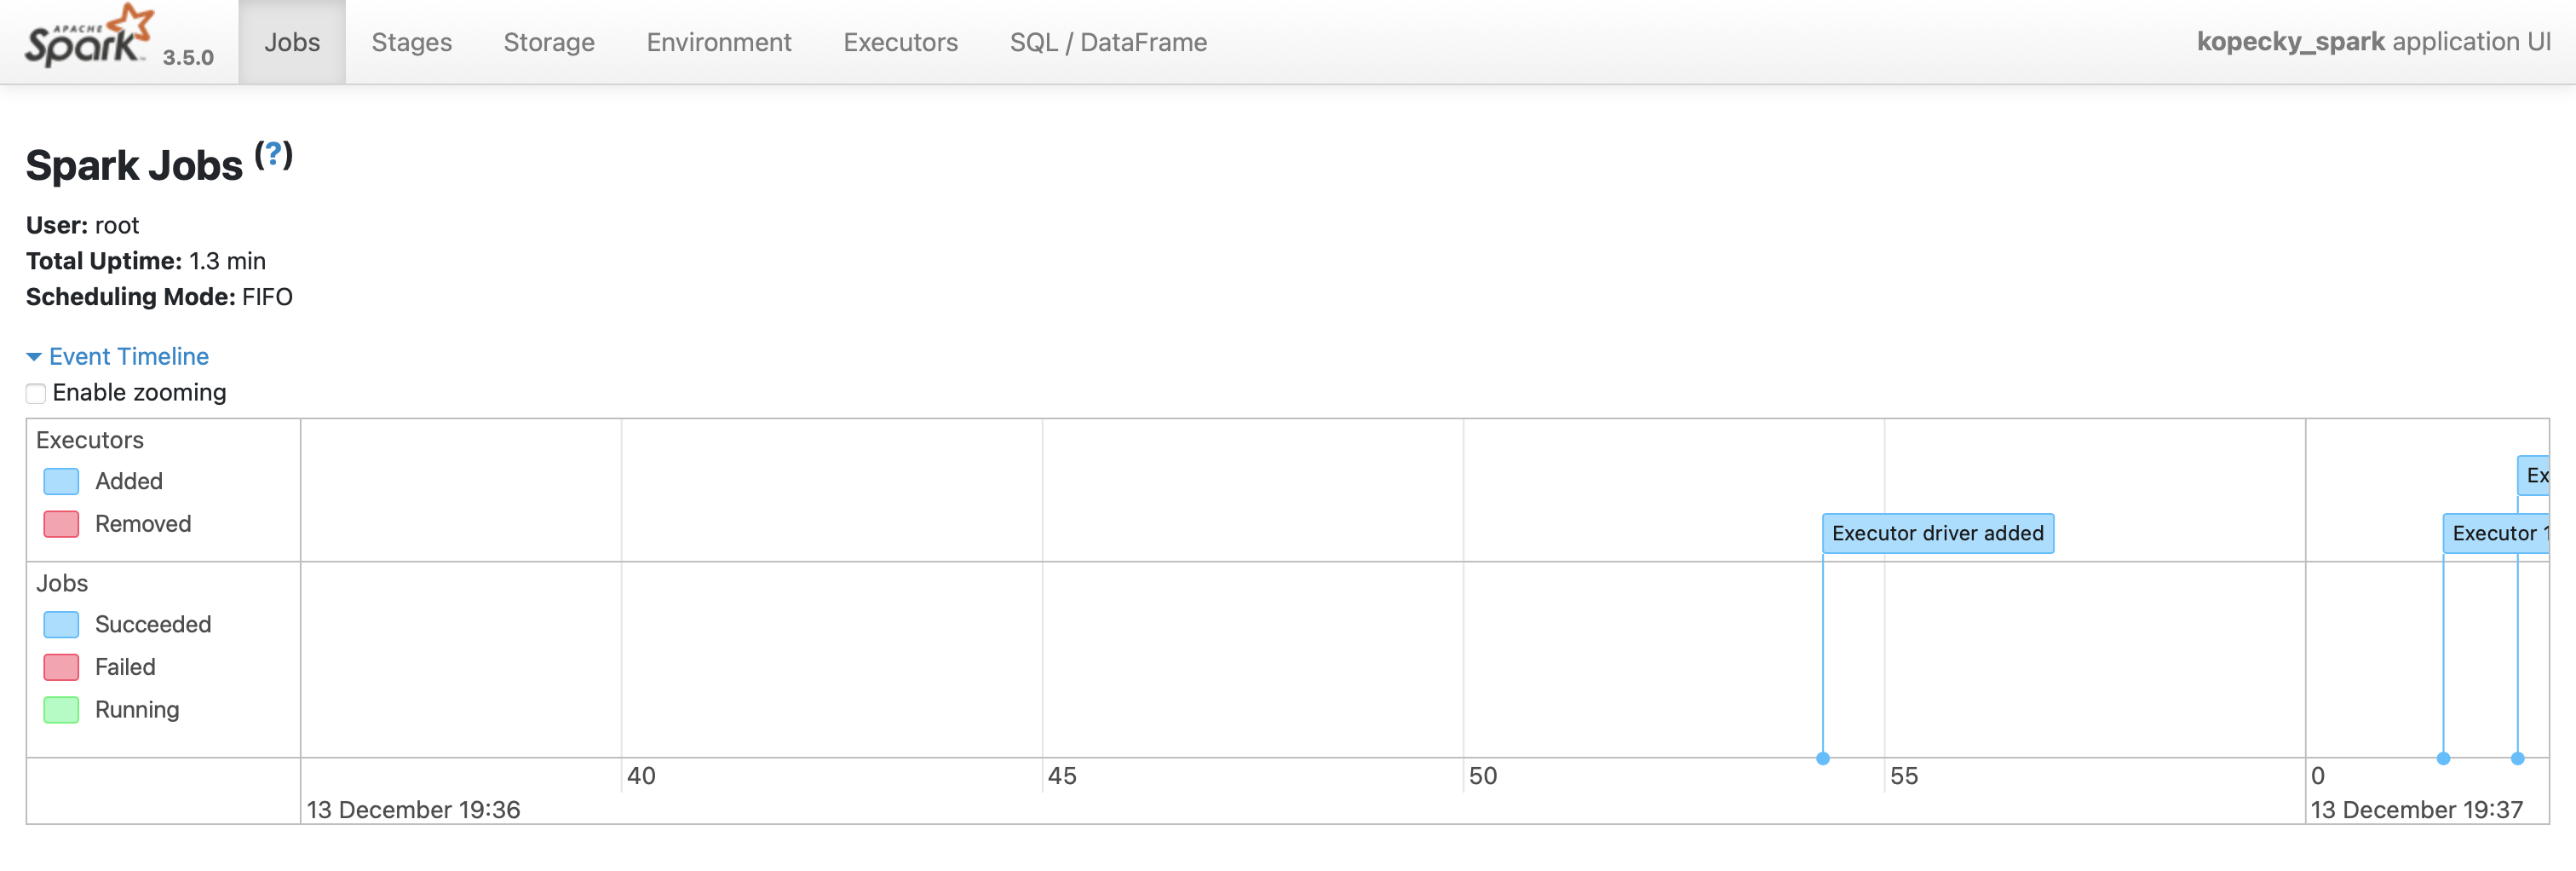 APACHE
Spark 3.5.0 Jobs Stages Storage Environment Executors SQL / DataFrame kopecky_spark application UI
Spark Jobs (?)
User: root
Total Uptime: 1.3 min
Scheduling Mode: FIFO
Event Timeline
Enable zooming
Executors
Added
Removed
Ex
Executor driver added
Executor 1
Jobs
Succeeded
Failed
Running
40 45 50 55 0
13 December 19:36 13 December 19:37